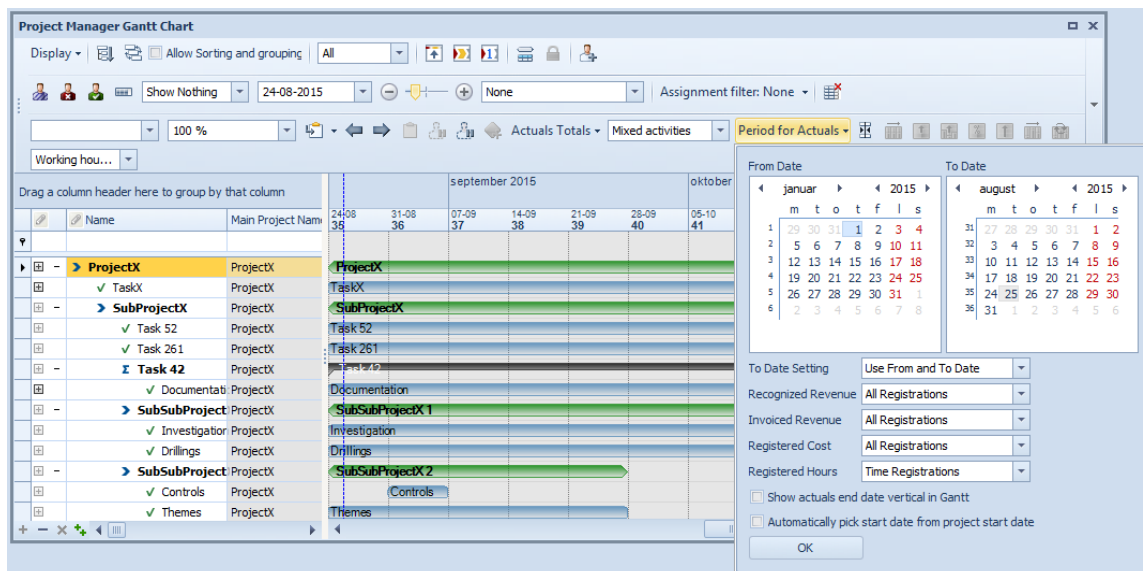 Project Manager Gantt Chart
Display Allow Sorting and grouping All
Show Nothing 24-08-2015 None Assignment filter: None
100 % Actuals Totals Mixed activities Period for Actuals
Working hou...
Drag a column header here to group by that column
september 2015 oktober
Name Main Project Nam
24-08 31-08 07-09 14-09 21-09 28-09 05-10
35 36 37 38 39 40 41
ProjectX ProjectX ProjectX
TaskX ProjectX TaskX
SubProjectX ProjectX SubProjectX
Task 52 ProjectX Task 52
Task 261 ProjectX Task 261
Σ Task 42 ProjectX Task 42
Documentati ProjectX Documentation
SubSubProject ProjectX SubSubProjectX 1
Investigation ProjectX Investigation
Drillings ProjectX Drillings
SubSubProject ProjectX SubSubProjectX 2
Controls ProjectX Controls
Themes ProjectX Themes
From Date To Date
januar 2015 august 2015
m t o t f l s m t o t f l s
1 29 30 31 1 2 3 4 31 27 28 29 30 31 1 2
2 5 6 7 8 9 10 11 32 3 4 5 6 7 8 9
3 12 13 14 15 16 17 18 33 10 11 12 13 14 15 16
4 19 20 21 22 23 24 25 34 17 18 19 20 21 22 23
5 26 27 28 29 30 31 1 35 24 25 26 27 28 29 30
6 2 3 4 5 6 7 8 36 31 1 2 3 4 5 6
To Date Setting Use From and To Date
Recognized Revenue All Registrations
Invoiced Revenue All Registrations
Registered Cost All Registrations
Registered Hours Time Registrations
Show actuals end date vertical in Gantt
Automatically pick start date from project start date
OK